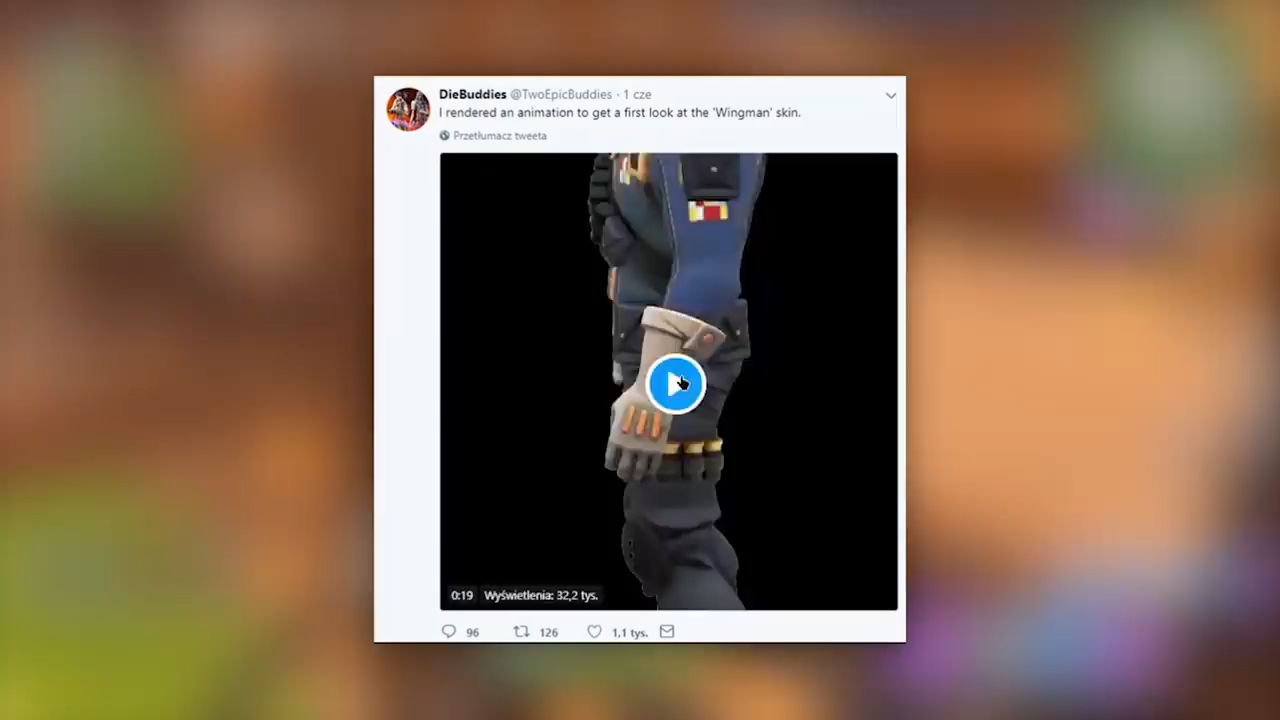 DieBuddies @TwoEpicBuddies · 1 cze
I rendered an animation to get a first look at the 'Wingman' skin.
Przetłumacz tweeta
0:19 Wyświetlenia: 32,2 tys.
96 126 1,1 tys.